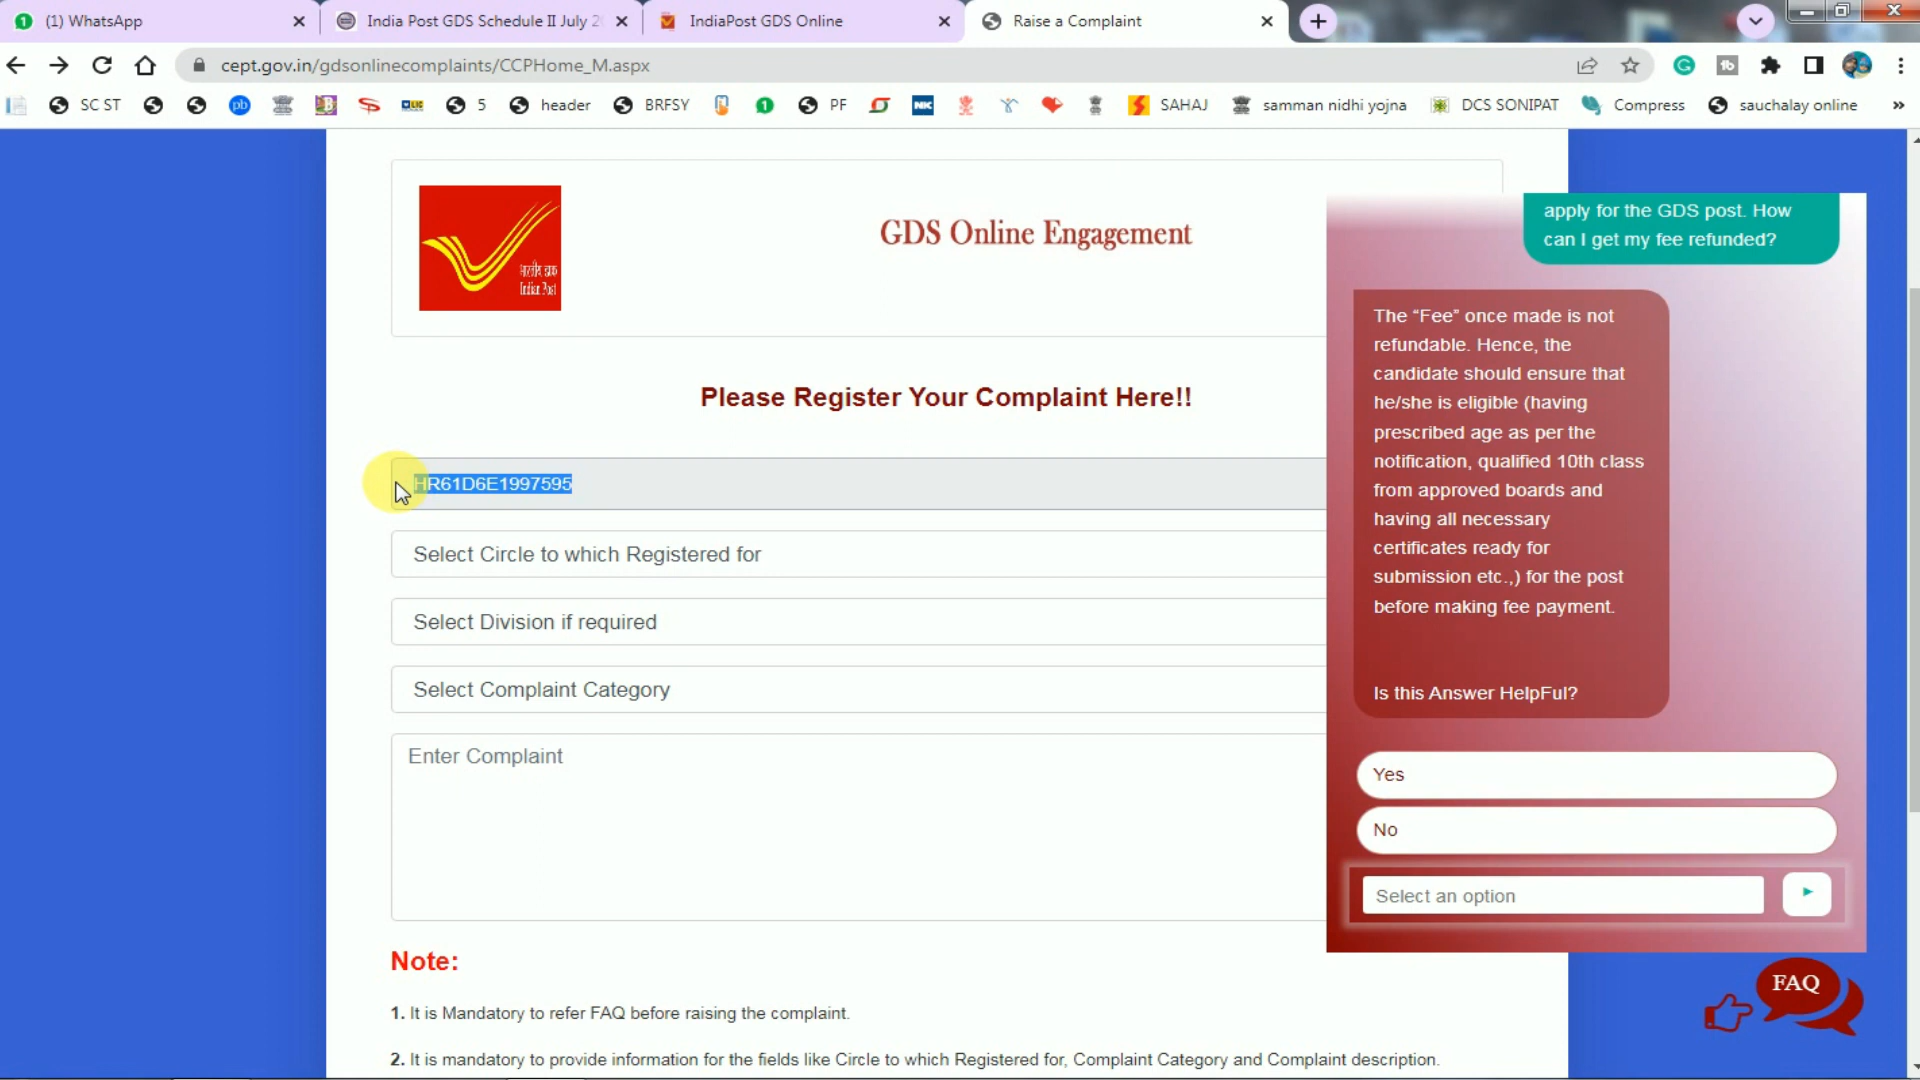 (1) WhatsApp
India Post GDS Schedule II July 2
IndiaPost GDS Online
Raise a Complaint
cept.gov.in/gdsonlinecomplaints/CCPHome_M.aspx
SC ST
pb
5
header
BRFSY
1
PF
NK
SAHAJ
samman nidhi yojna
DCS SONIPAT
Compress
sauchalay online
»
भारतीय डाक
Indian Post
GDS Online Engagement
Please Register Your Complaint Here!!
HR61D6E1997595
Select Circle to which Registered for
Select Division if required
Select Complaint Category
Enter Complaint
Note:
1. It is Mandatory to refer FAQ before raising the complaint.
2. It is mandatory to provide information for the fields like Circle to which Registered for, Complaint Category and Complaint description.
apply for the GDS post. How
can I get my fee refunded?
The “Fee” once made is not
refundable. Hence, the
candidate should ensure that
he/she is eligible (having
prescribed age as per the
notification, qualified 10th class
from approved boards and
having all necessary
certificates ready for
submission etc.,) for the post
before making fee payment.
Is this Answer HelpFul?
Yes
No
Select an option
FAQ